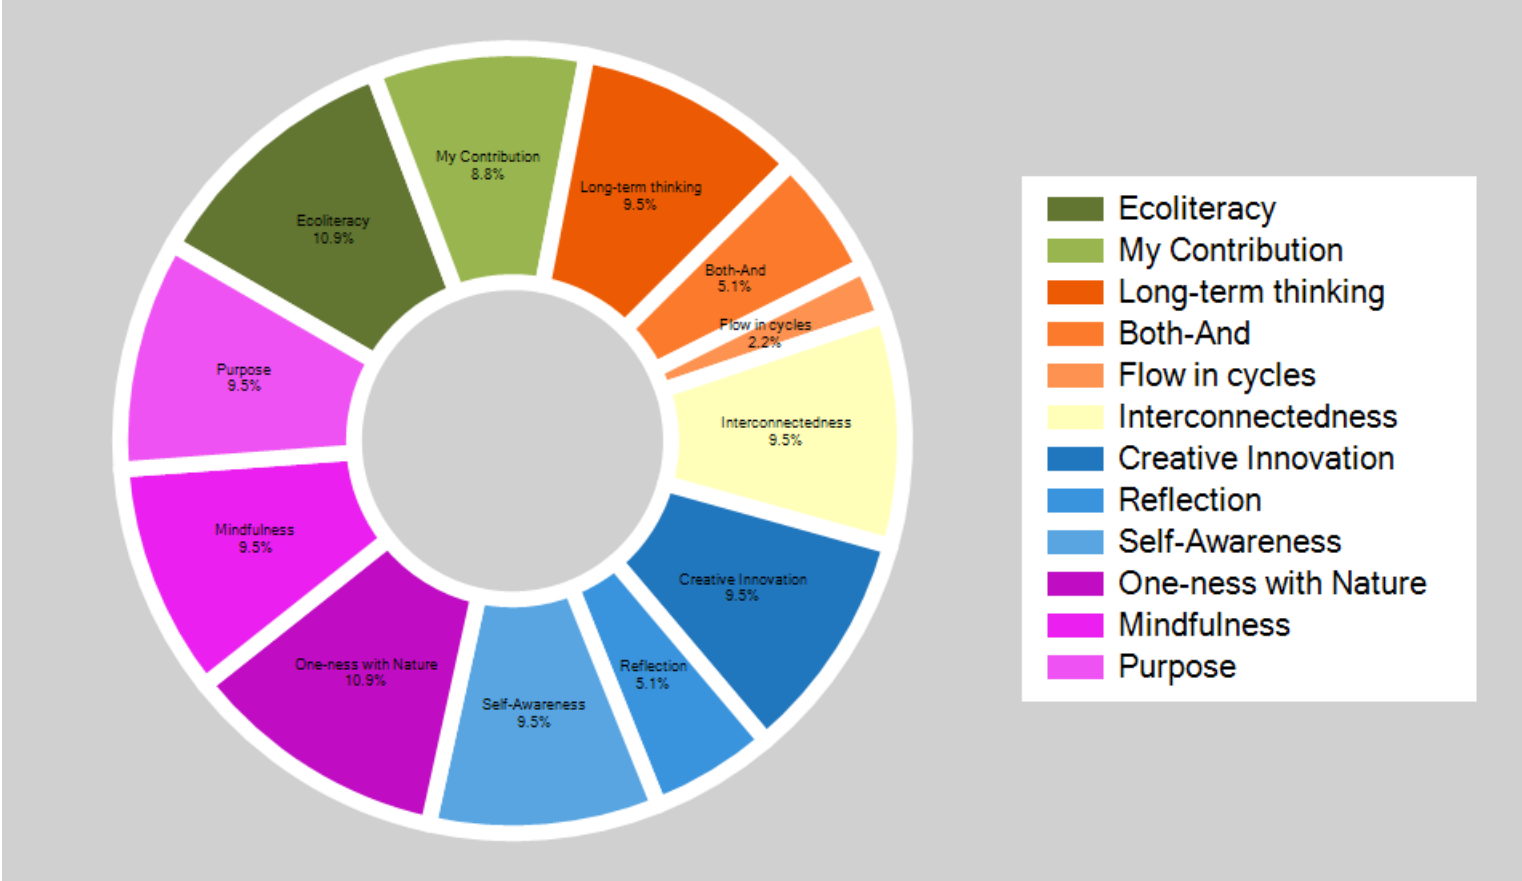 My Contribution
8.8%
Long-term thinking
9.5%
Ecoliteracy
10.9%
Both-And
5.1%
Flow in cycles
2.2%
Purpose
9.5%
Interconnectedness
9.5%
Mindfulness
9.5%
Creative Innovation
9.5%
One-ness with Nature
10.9%
Reflection
5.1%
Self-Awareness
9.5%
Ecoliteracy
My Contribution
Long-term thinking
Both-And
Flow in cycles
Interconnectedness
Creative Innovation
Reflection
Self-Awareness
One-ness with Nature
Mindfulness
Purpose